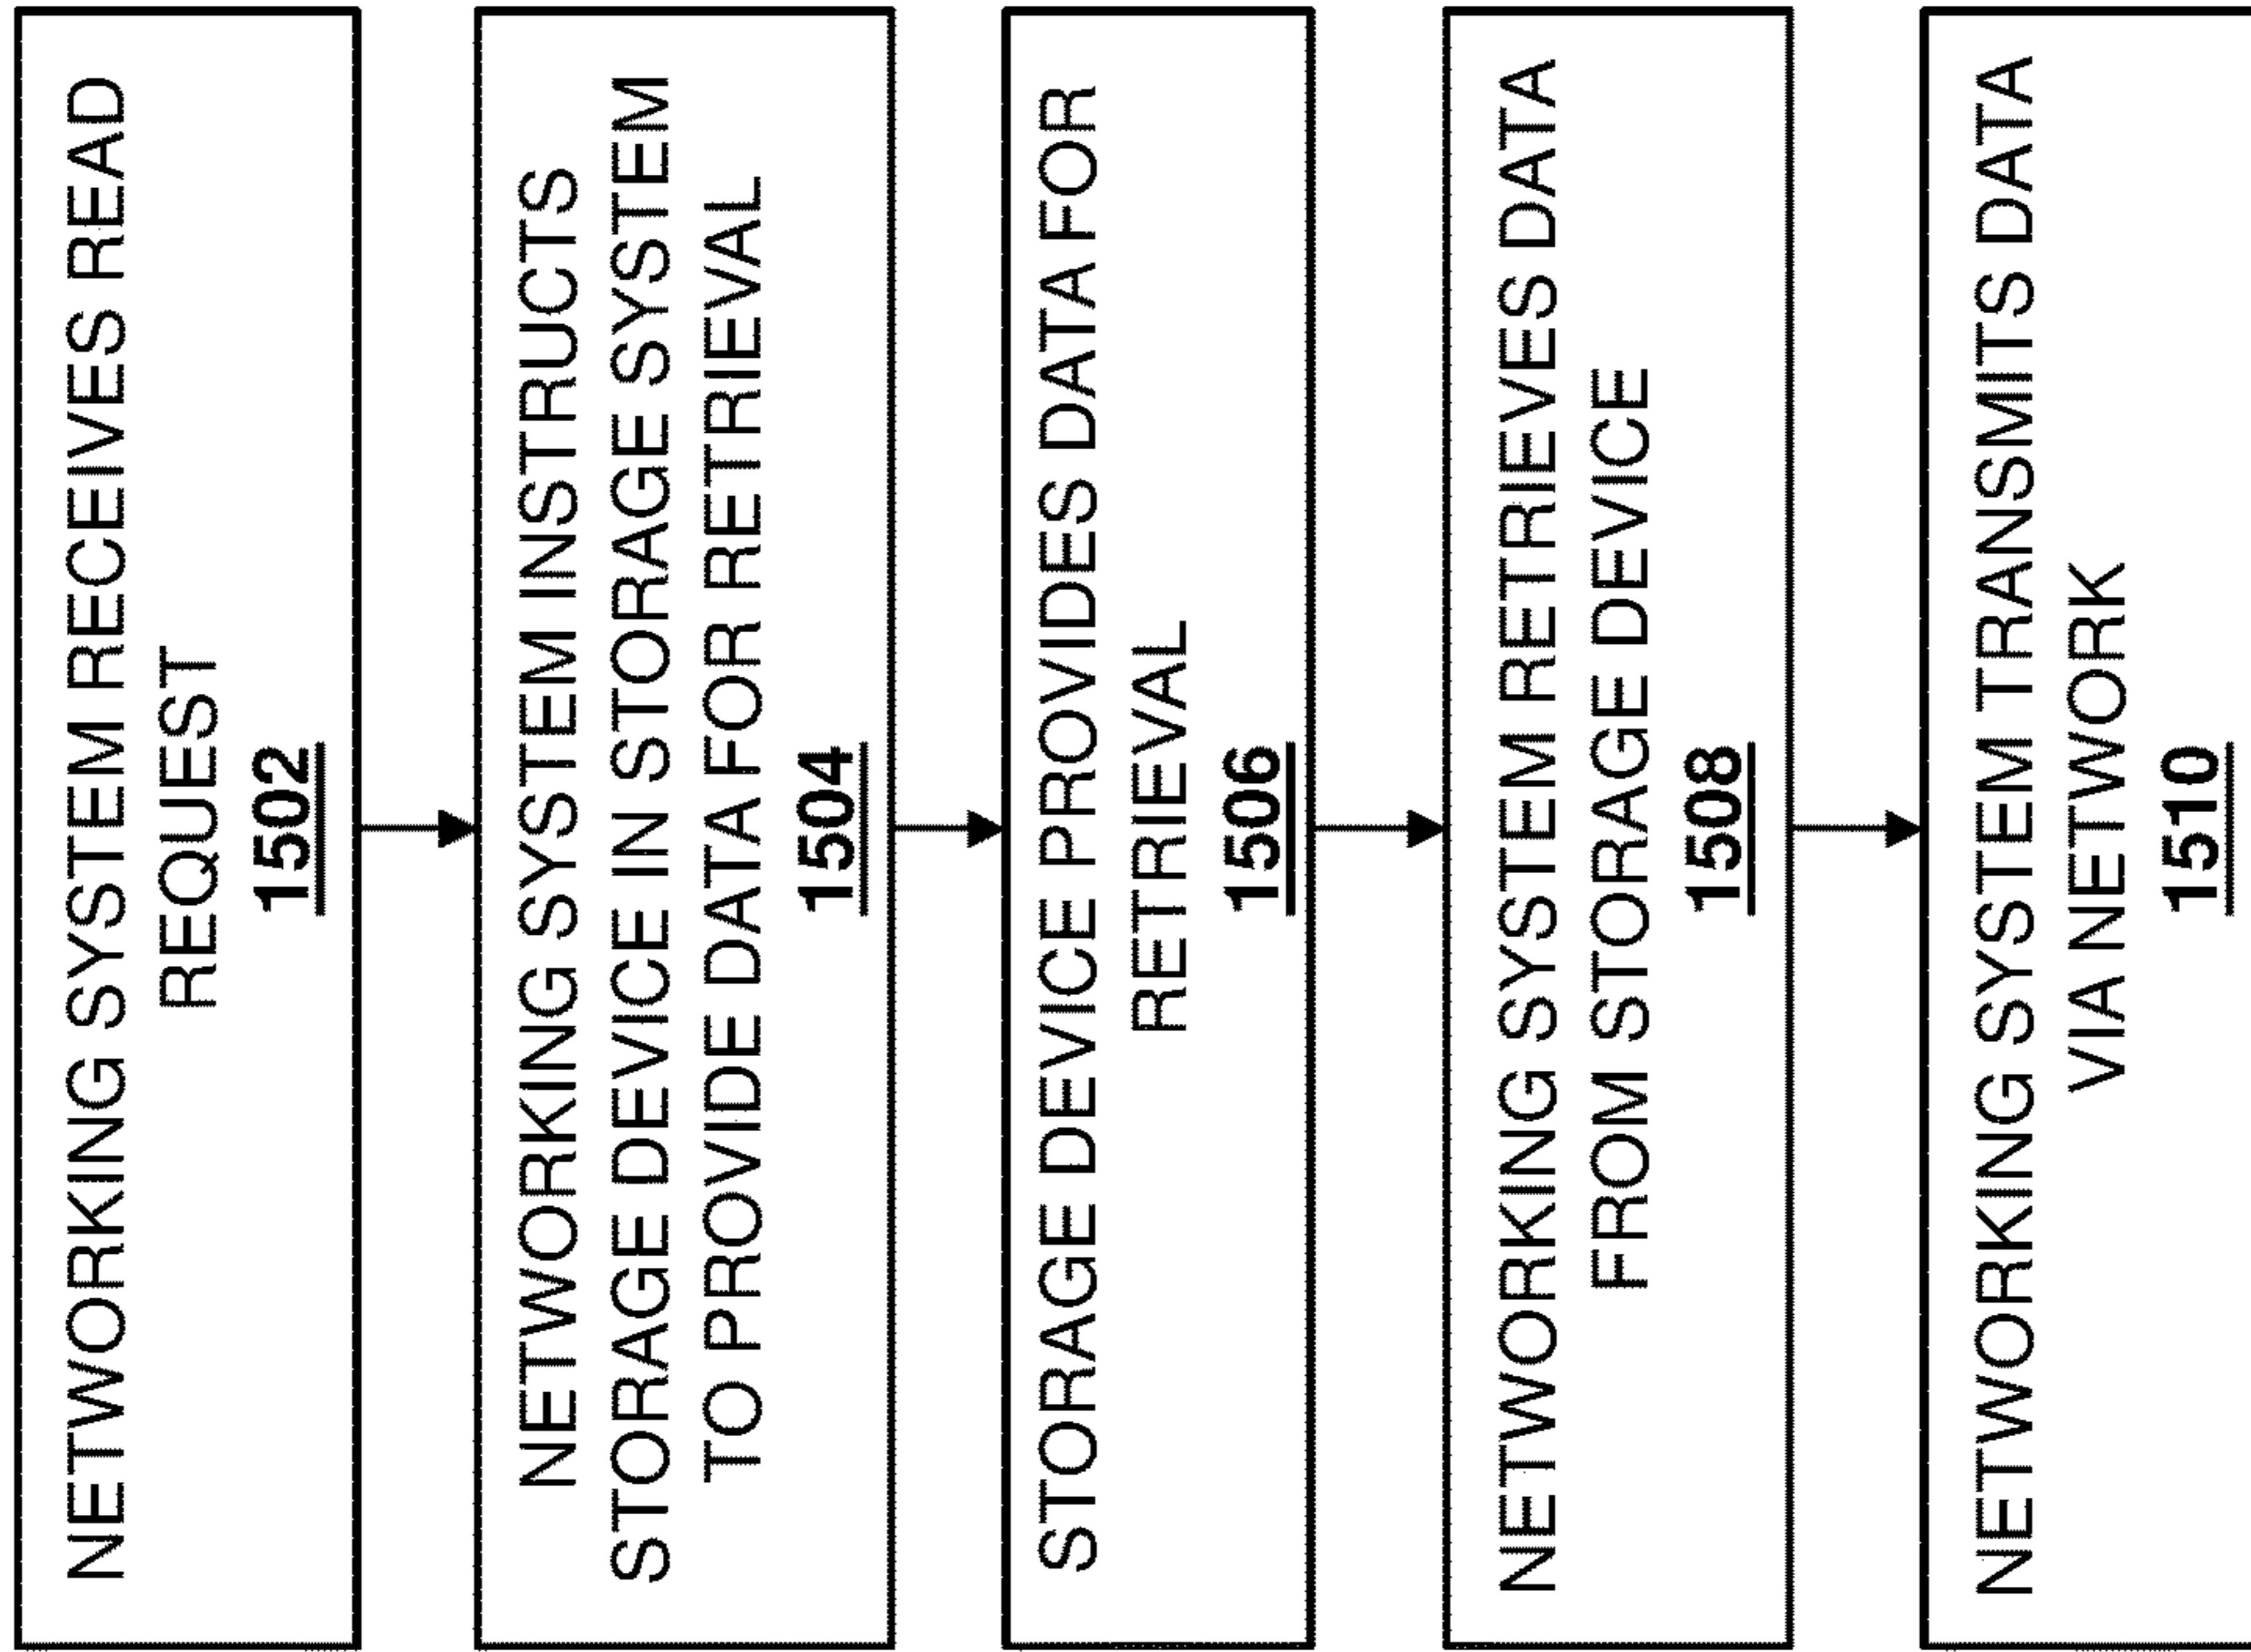 NETWORKING SYSTEM RECEIVES READ
REQUEST
1502
NETWORKING SYSTEM INSTRUCTS
STORAGE DEVICE IN STORAGE SYSTEM
TO PROVIDE DATA FOR RETRIEVAL
1504
STORAGE DEVICE PROVIDES DATA FOR
RETRIEVAL
1506
NETWORKING SYSTEM RETRIEVES DATA
FROM STORAGE DEVICE
1508
NETWORKING SYSTEM TRANSMITS DATA
VIA NETWORK
1510